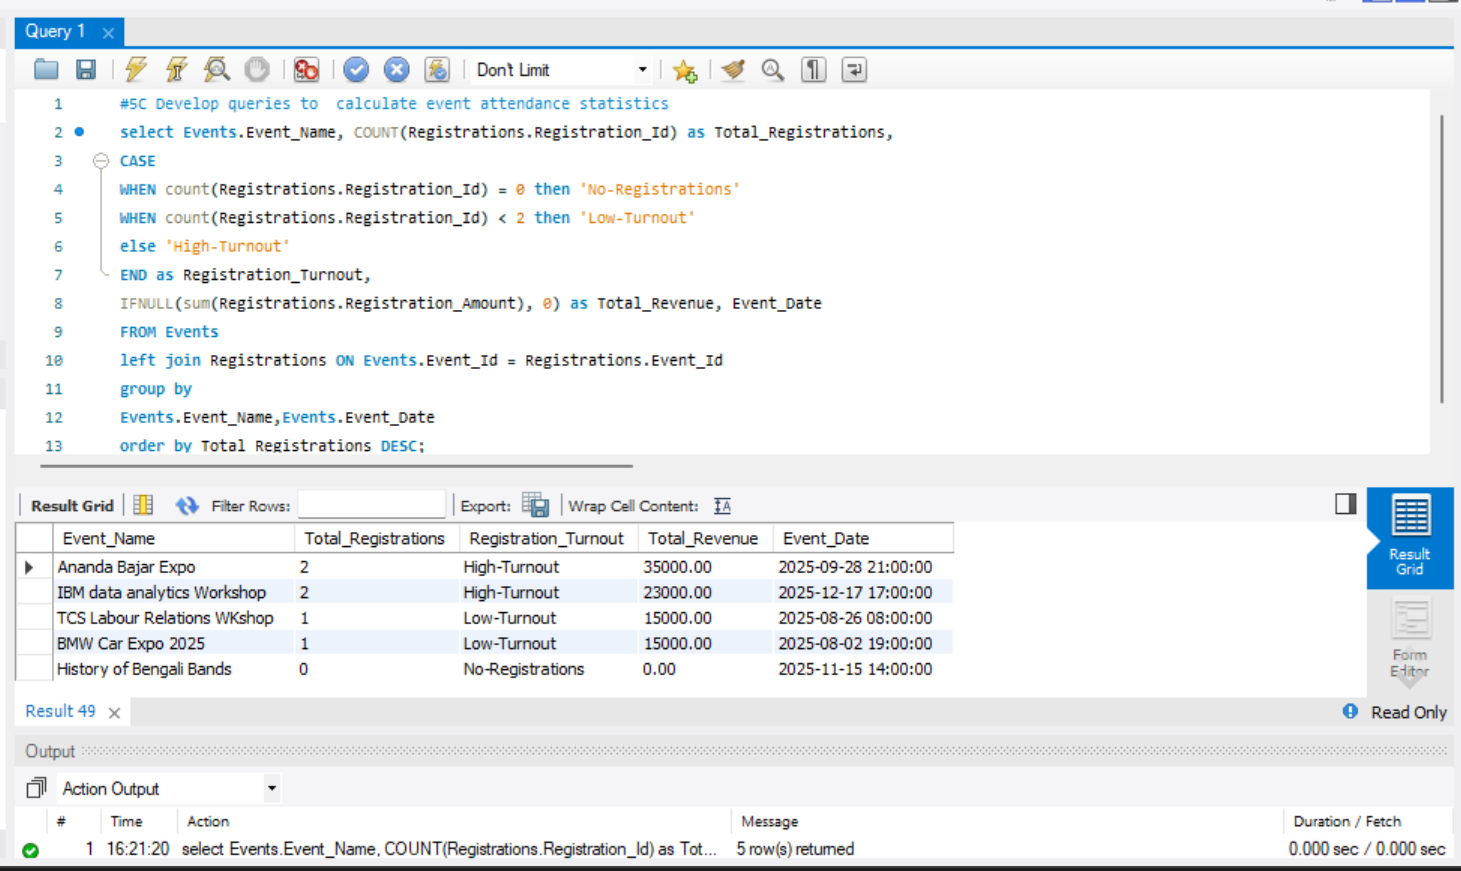 Query 1
Don't Limit
1 #5C Develop queries to  calculate event attendance statistics
2 select Events.Event_Name, COUNT(Registrations.Registration_Id) as Total_Registrations,
3 CASE
4 WHEN count(Registrations.Registration_Id) = 0 then 'No-Registrations'
5 WHEN count(Registrations.Registration_Id) < 2 then 'Low-Turnout'
6 else 'High-Turnout'
7 END as Registration_Turnout,
8 IFNULL(sum(Registrations.Registration_Amount), 0) as Total_Revenue, Event_Date
9 FROM Events
10 left join Registrations ON Events.Event_Id = Registrations.Event_Id
11 group by
12 Events.Event_Name,Events.Event_Date
13 order by Total_Registrations DESC;
Result Grid Filter Rows: Export: Wrap Cell Content:
Event_Name Total_Registrations Registration_Turnout Total_Revenue Event_Date
Ananda Bajar Expo 2 High-Turnout 35000.00 2025-09-28 21:00:00
IBM data analytics Workshop 2 High-Turnout 23000.00 2025-12-17 17:00:00
TCS Labour Relations WKshop 1 Low-Turnout 15000.00 2025-08-26 08:00:00
BMW Car Expo 2025 1 Low-Turnout 15000.00 2025-08-02 19:00:00
History of Bengali Bands 0 No-Registrations 0.00 2025-11-15 14:00:00
Result
Grid
Form
Editor
Result 49 Read Only
Output
Action Output
# Time Action Message Duration / Fetch
1 16:21:20 select Events.Event_Name, COUNT(Registrations.Registration_Id) as Tot... 5 row(s) returned 0.000 sec / 0.000 sec